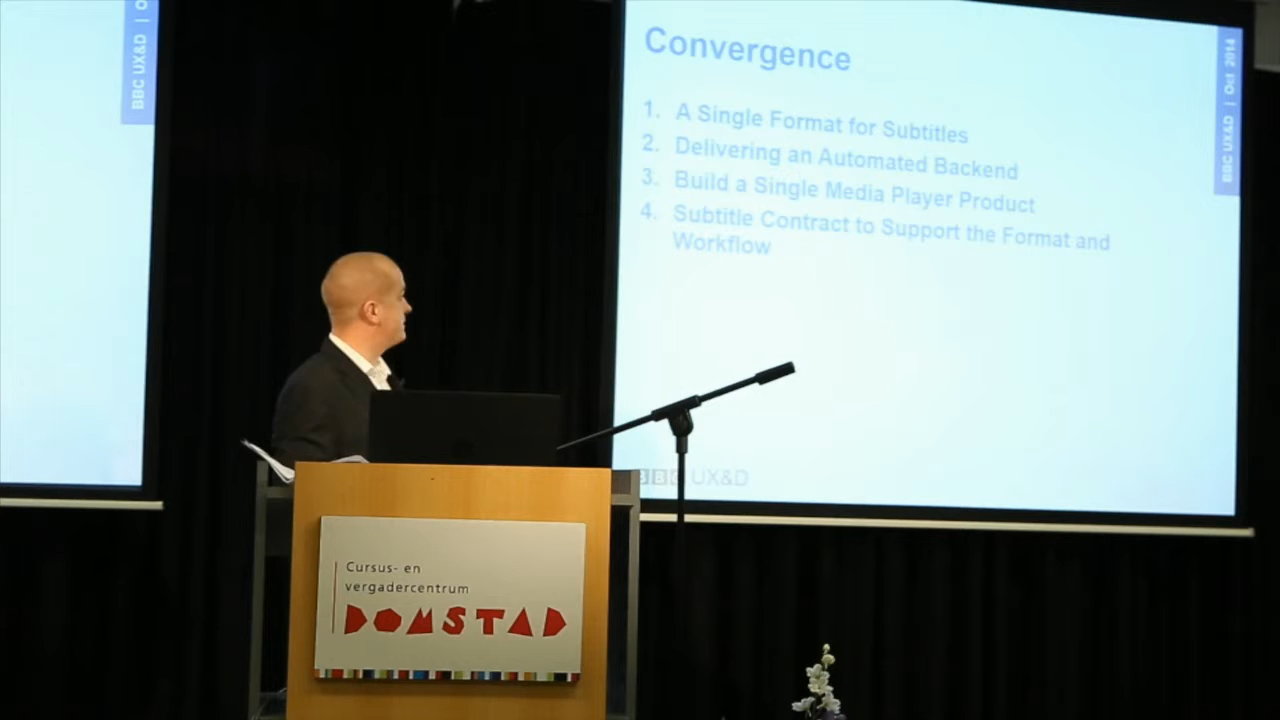 BBC UX&D | O
Convergence
1. A Single Format for Subtitles
2. Delivering an Automated Backend
3. Build a Single Media Player Product
4. Subtitle Contract to Support the Format and
Workflow
BBC UX&D | Oct 2014
BBC UX&D
Cursus- en
vergadercentrum
DOMSTAD